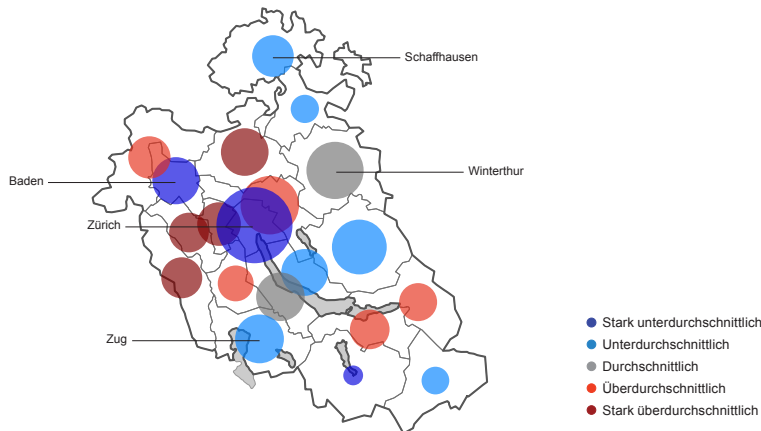 Schaffhausen
Winterthur
Baden
Zürich
Zug
Stark unterdurchschnittlich
Unterdurchschnittlich
Durchschnittlich
Überdurchschnittlich
Stark überdurchschnittlich